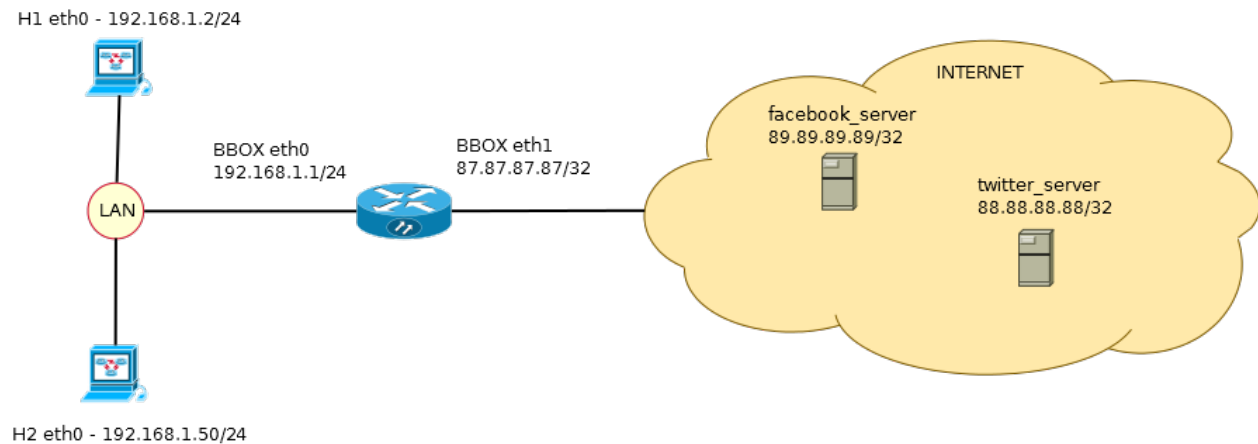 H1 eth0 - 192.168.1.2/24
INTERNET
facebook_server
89.89.89.89/32
BBOX eth1
87.87.87.87/32
BBOX eth0
192.168.1.1/24
twitter_server
88.88.88.88/32
LAN
H2 eth0 - 192.168.1.50/24